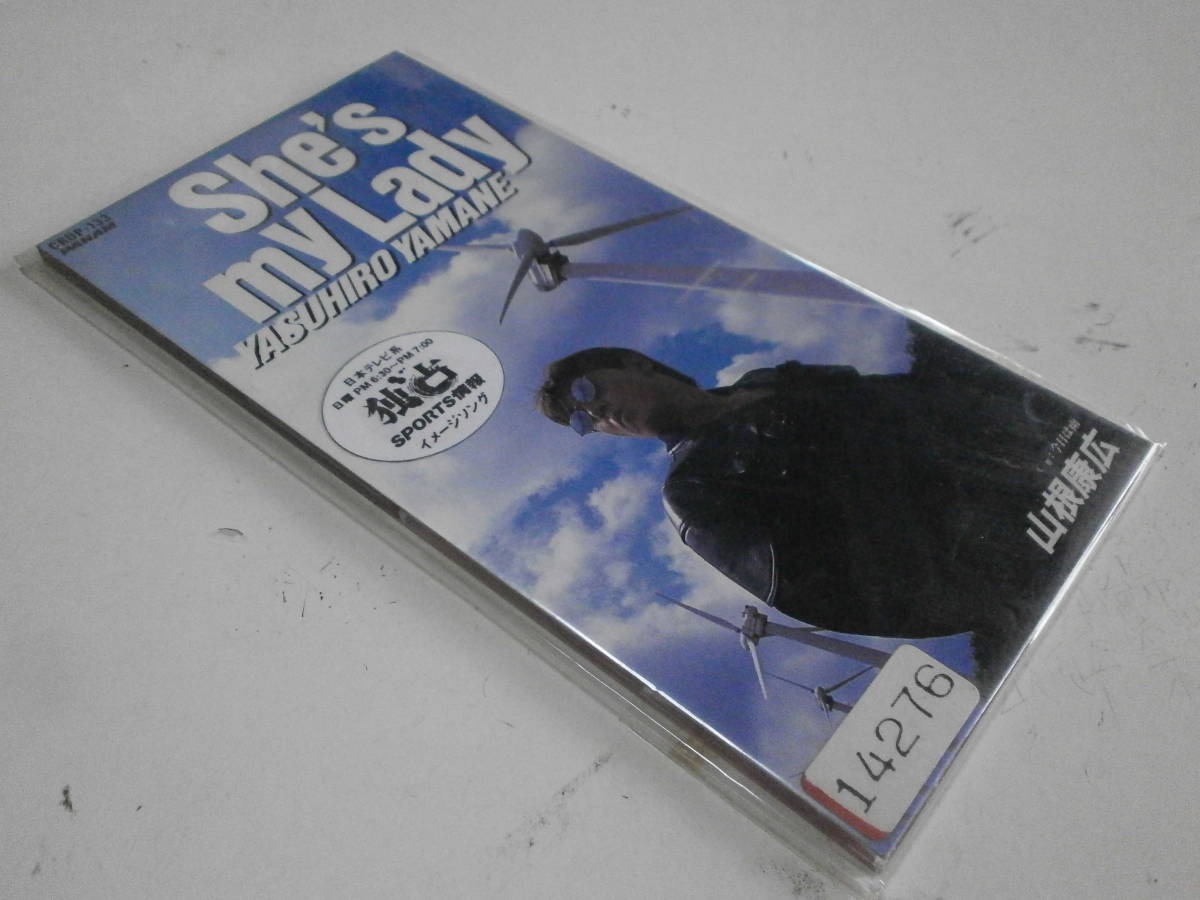 She's
my Lady
YASUHIRO YAMANE
CRDP-133
日本テレビ系
日曜 PM 6:30~PM 7:00
独占
SPORTS情報
イメージソング
山根康広
14276